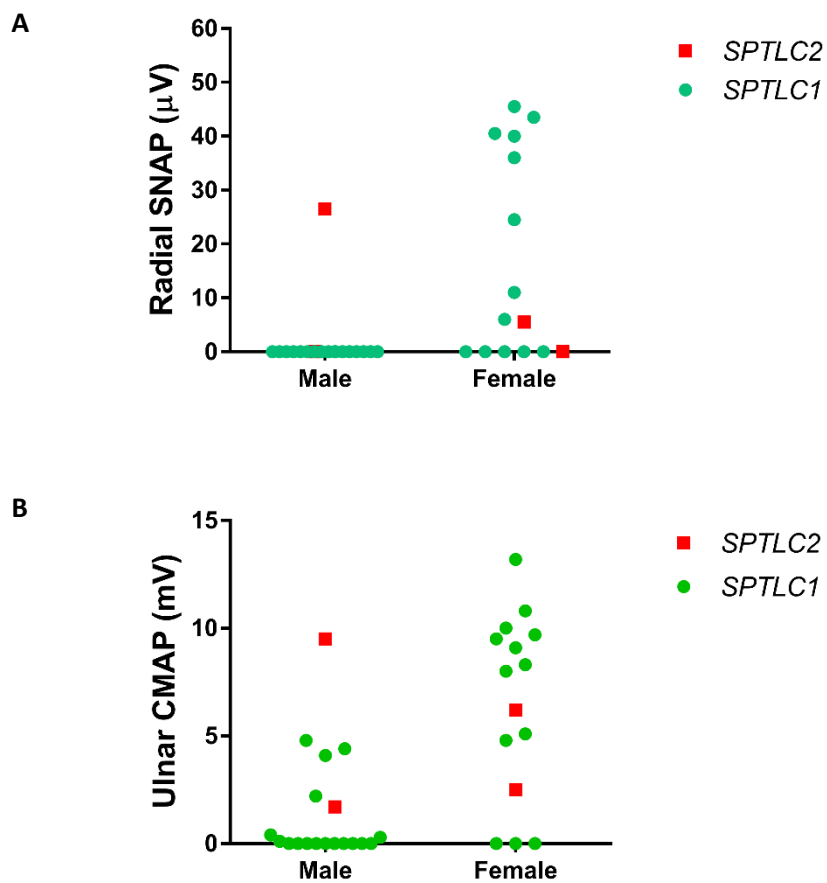 A
60
50
40
30
20
10
0
Radial SNAP (μV)
Male Female
SPTLC2
SPTLC1
B
15
10
5
0
Ulnar CMAP (mV)
Male Female
SPTLC2
SPTLC1